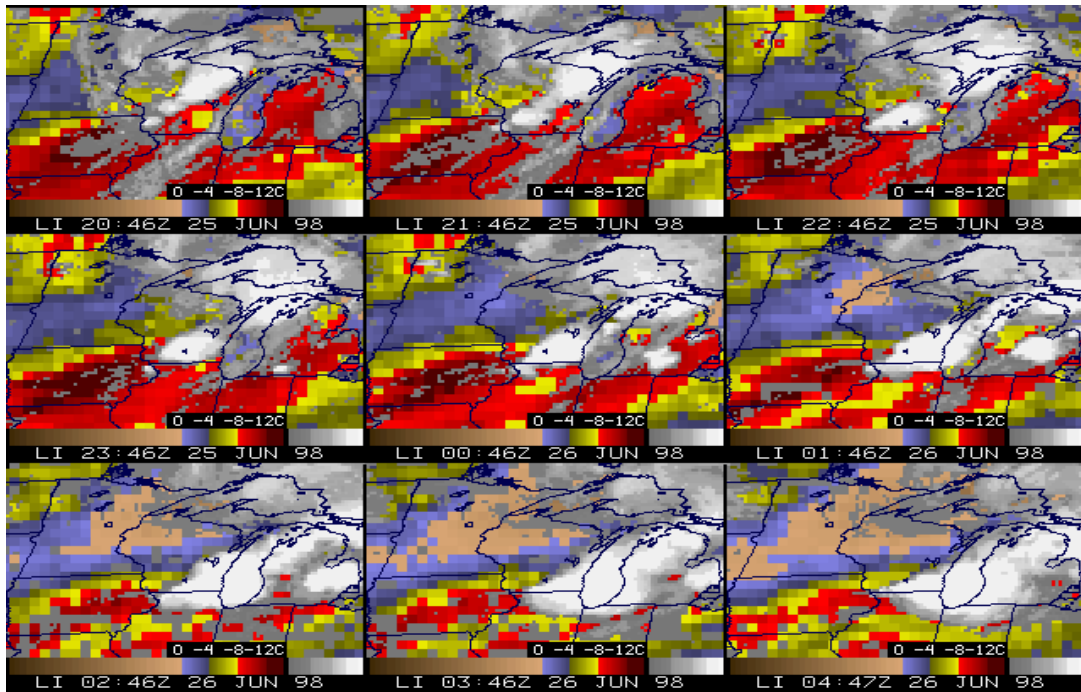 0 -4 -8-12C
LI 20:46Z 25 JUN 98
0 -4 -8-12C
LI 21:46Z 25 JUN 98
0 -4 -8-12C
LI 22:46Z 25 JUN 98
0 -4 -8-12C
LI 23:46Z 25 JUN 98
0 -4 -8-12C
LI 00:46Z 26 JUN 98
0 -4 -8-12C
LI 01:46Z 26 JUN 98
0 -4 -8-12C
LI 02:46Z 26 JUN 98
0 -4 -8-12C
LI 03:46Z 26 JUN 98
0 -4 -8-12C
LI 04:47Z 26 JUN 98